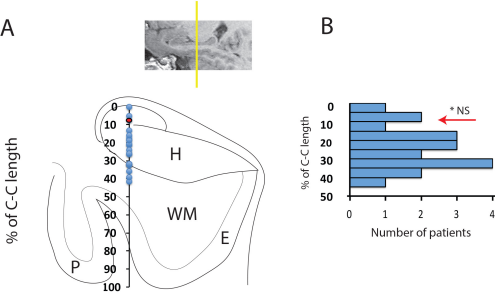 A
% of C-C length
0
10
20
30
40
50
60
70
80
90
100
H
WM
E
P
B
% of C-C length
0
10
20
30
40
50
* NS
0 1 2 3 4
Number of patients